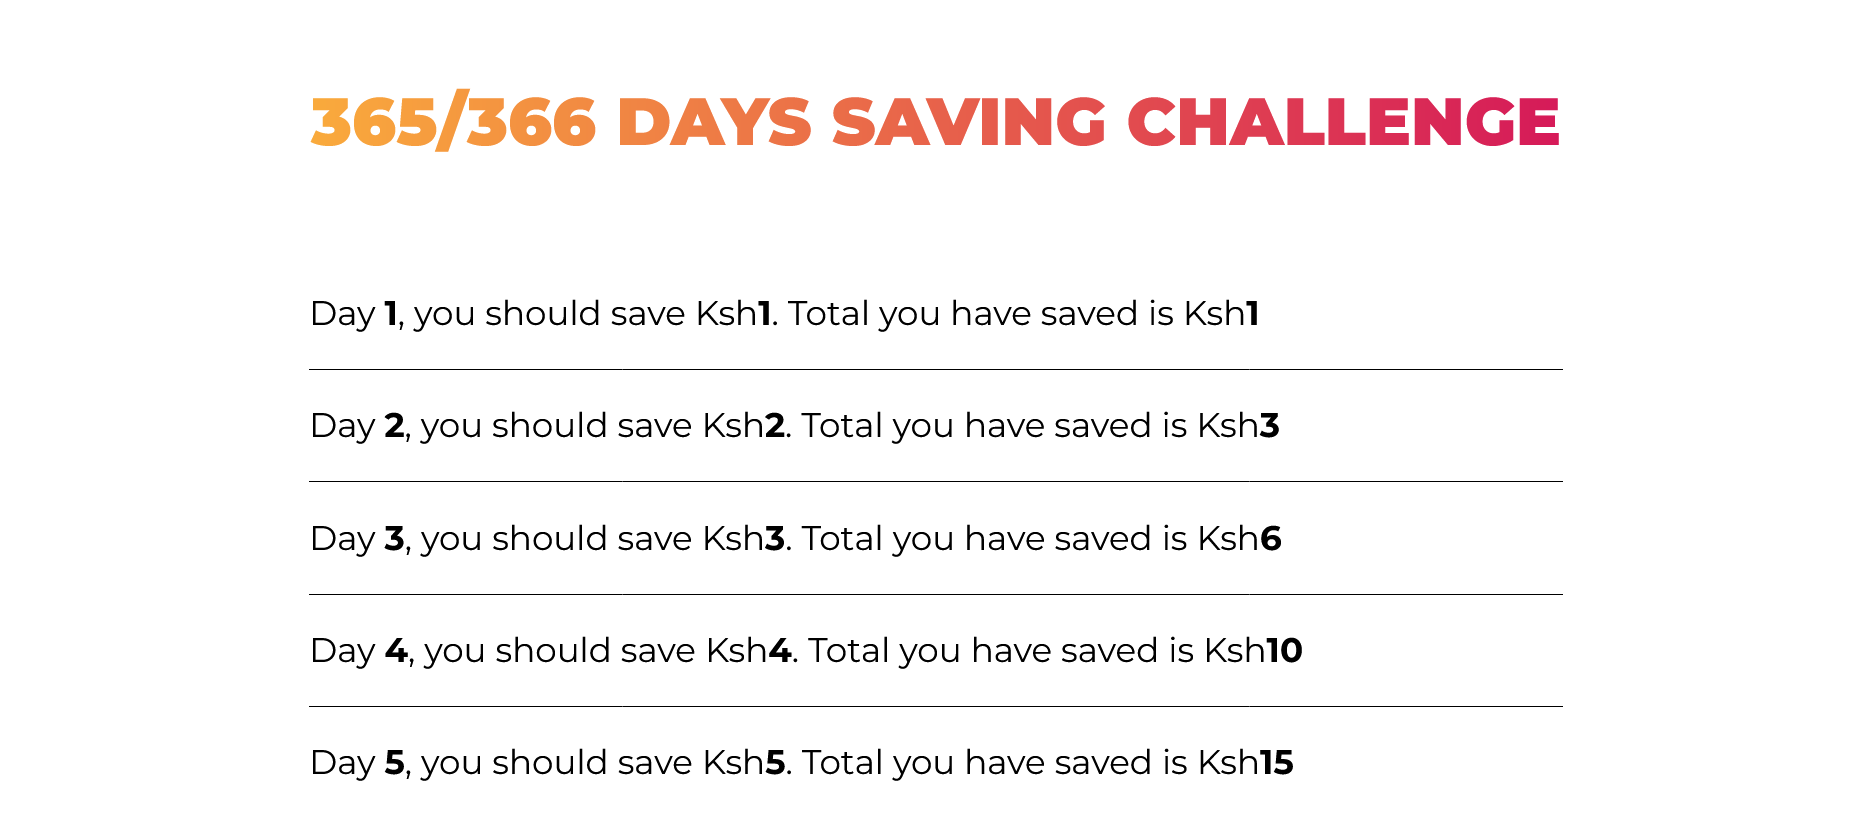 365/366 DAYS SAVING CHALLENGE
Day 1, you should save Ksh1. Total you have saved is Ksh1
Day 2, you should save Ksh2. Total you have saved is Ksh3
Day 3, you should save Ksh3. Total you have saved is Ksh6
Day 4, you should save Ksh4. Total you have saved is Ksh10
Day 5, you should save Ksh5. Total you have saved is Ksh15